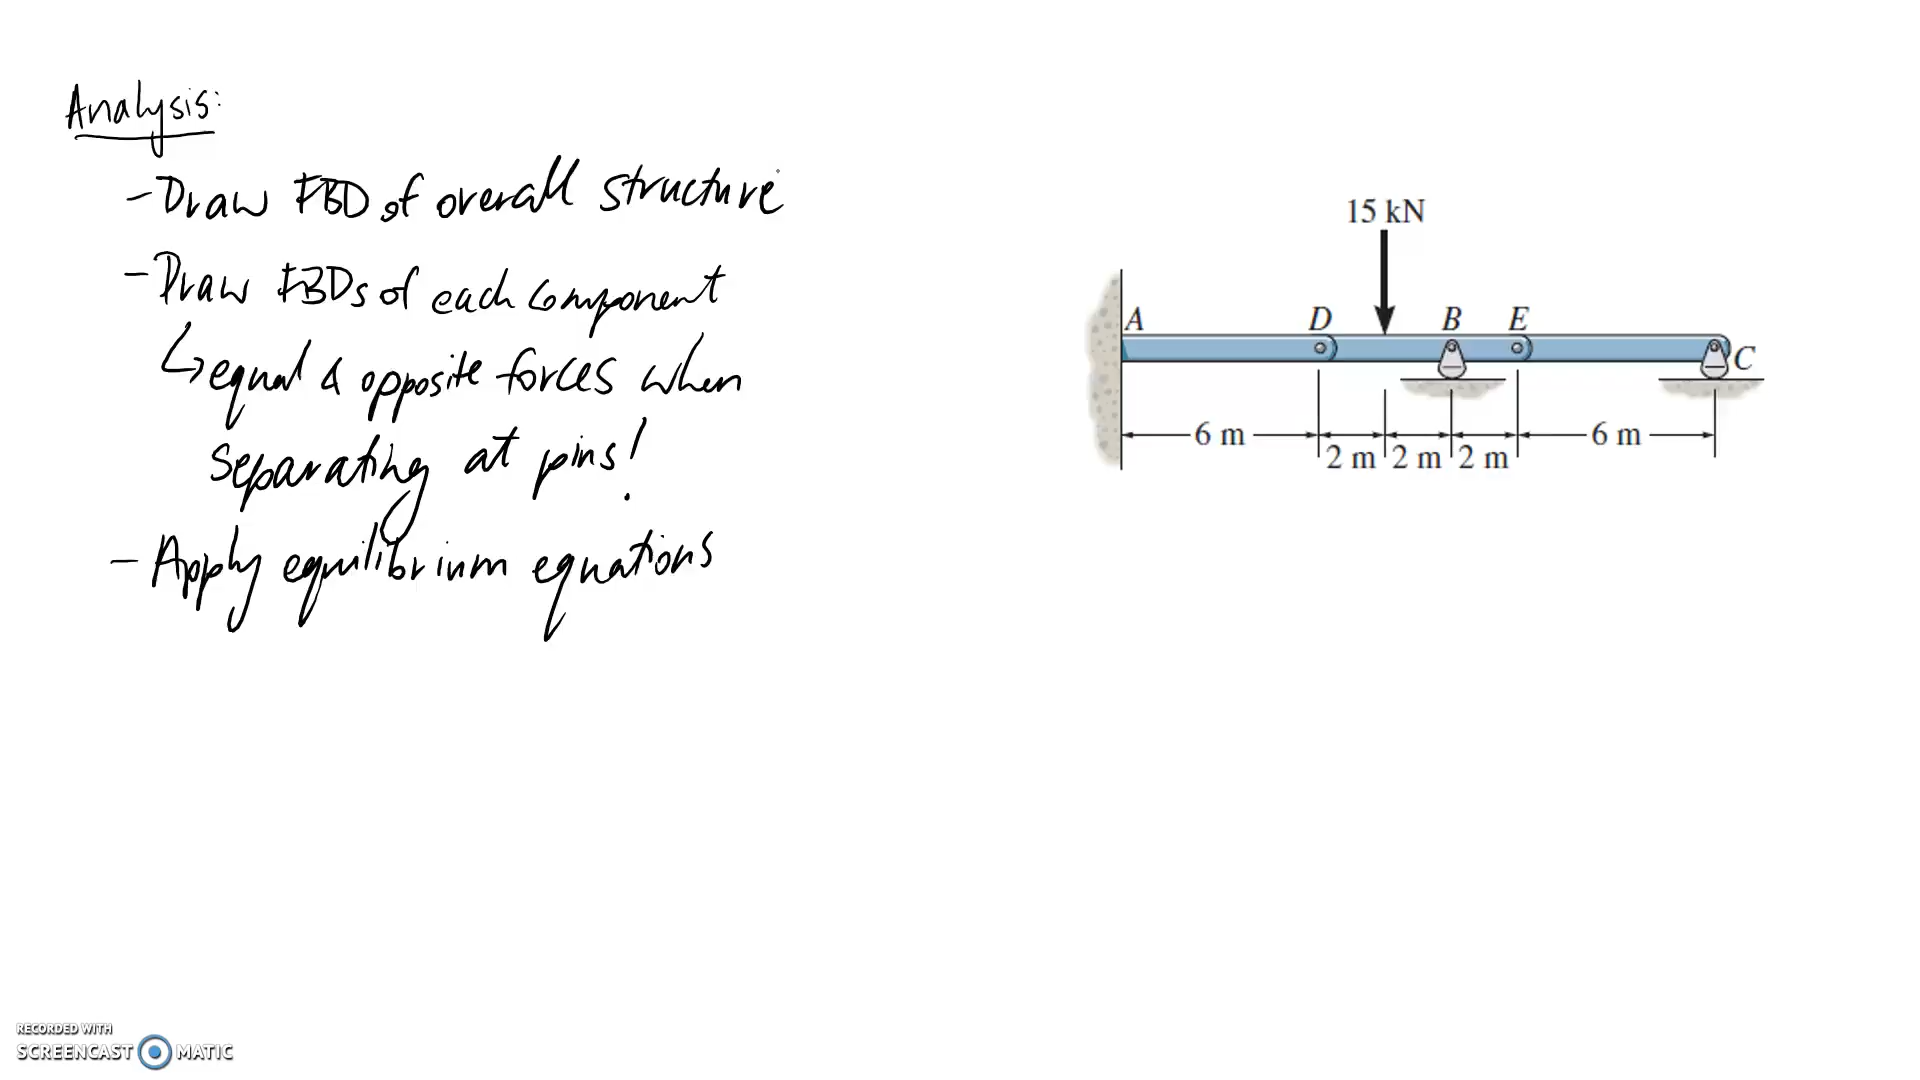 Analysis:
- Draw FBD of overall structure
- Draw FBDs of each component
↳ equal & opposite forces when
separating at pins!
- Apply equilibrium equations
15 kN
A D B E C
6 m 2 m 2 m 2 m 6 m
RECORDED WITH
SCREENCAST MATIC